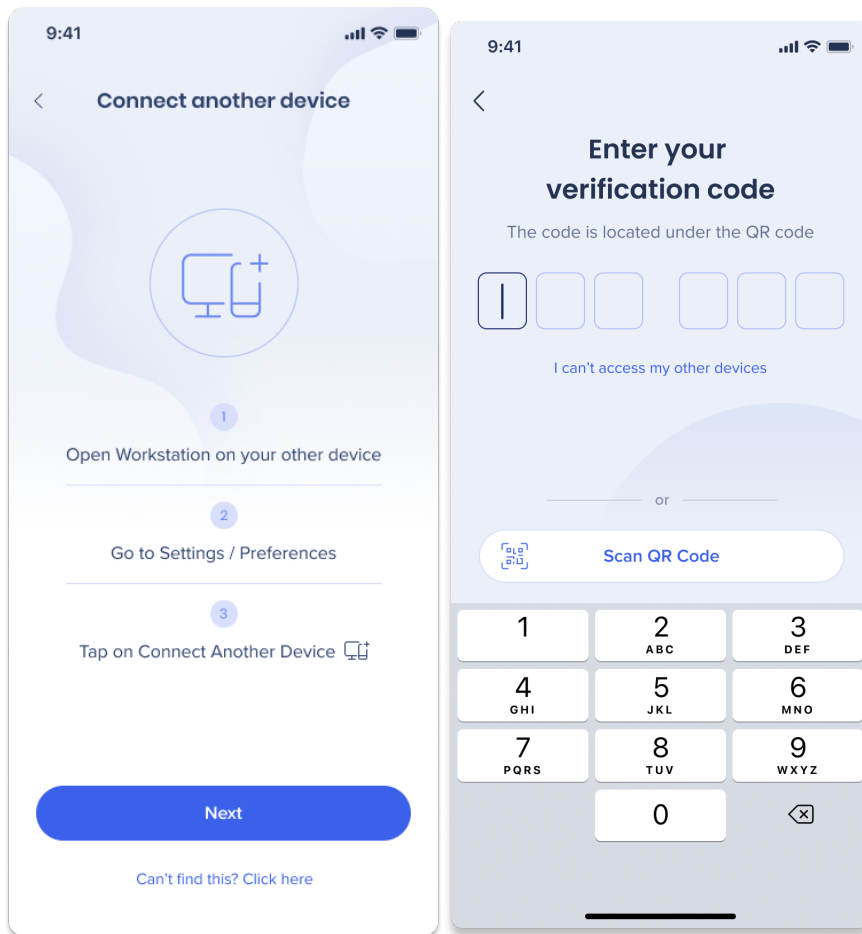 9:41
Connect another device
1
Open Workstation on your other device
2
Go to Settings / Preferences
3
Tap on Connect Another Device
Next
Can't find this? Click here
9:41
Enter your
verification code
The code is located under the QR code
I can't access my other devices
or
Scan QR Code
1 2 3
ABC DEF
4 5 6
GHI JKL MNO
7 8 9
PQRS TUV WXYZ
0